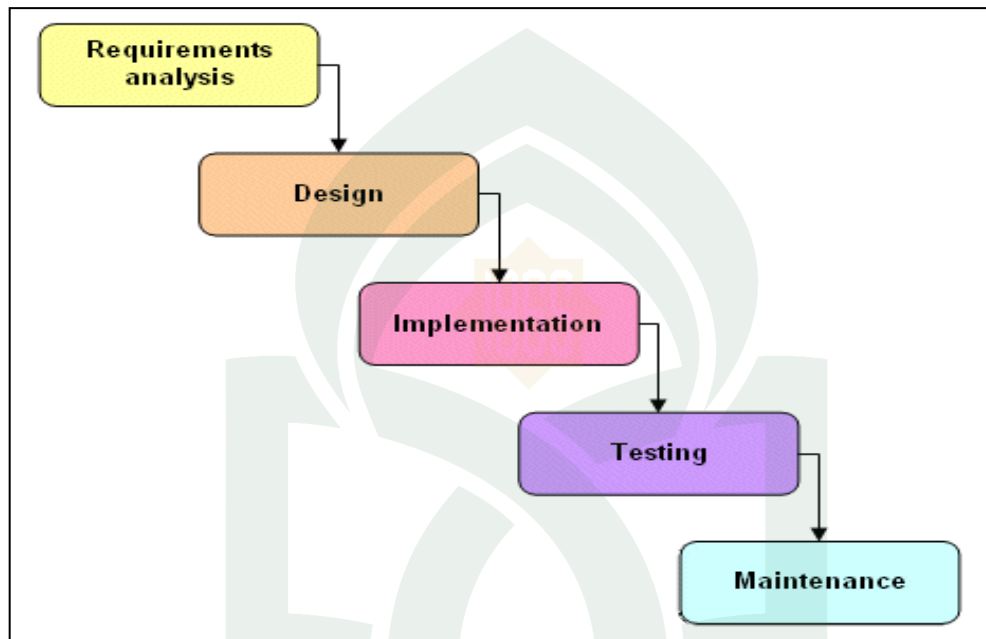 Requirements
analysis
Design
Implementation
Testing
Maintenance